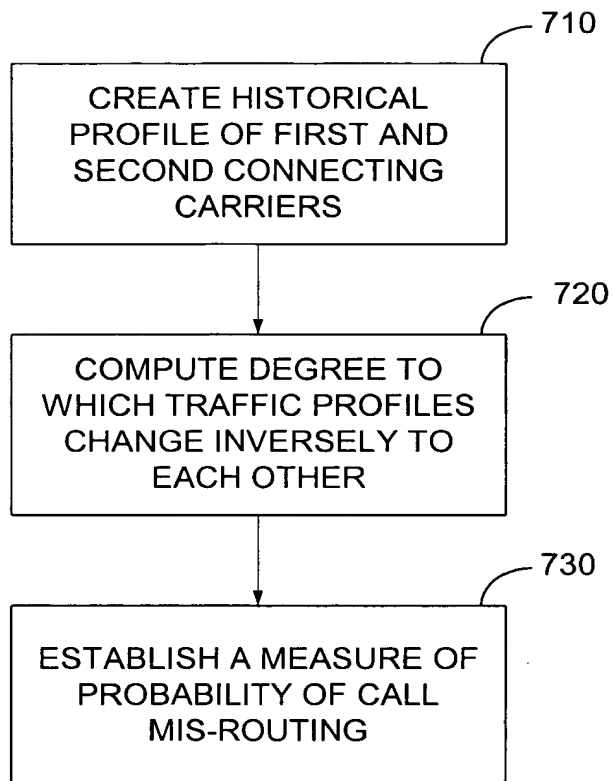 710
CREATE HISTORICAL
PROFILE OF FIRST AND
SECOND CONNECTING
CARRIERS
720
COMPUTE DEGREE TO
WHICH TRAFFIC PROFILES
CHANGE INVERSELY TO
EACH OTHER
730
ESTABLISH A MEASURE OF
PROBABILITY OF CALL
MIS-ROUTING